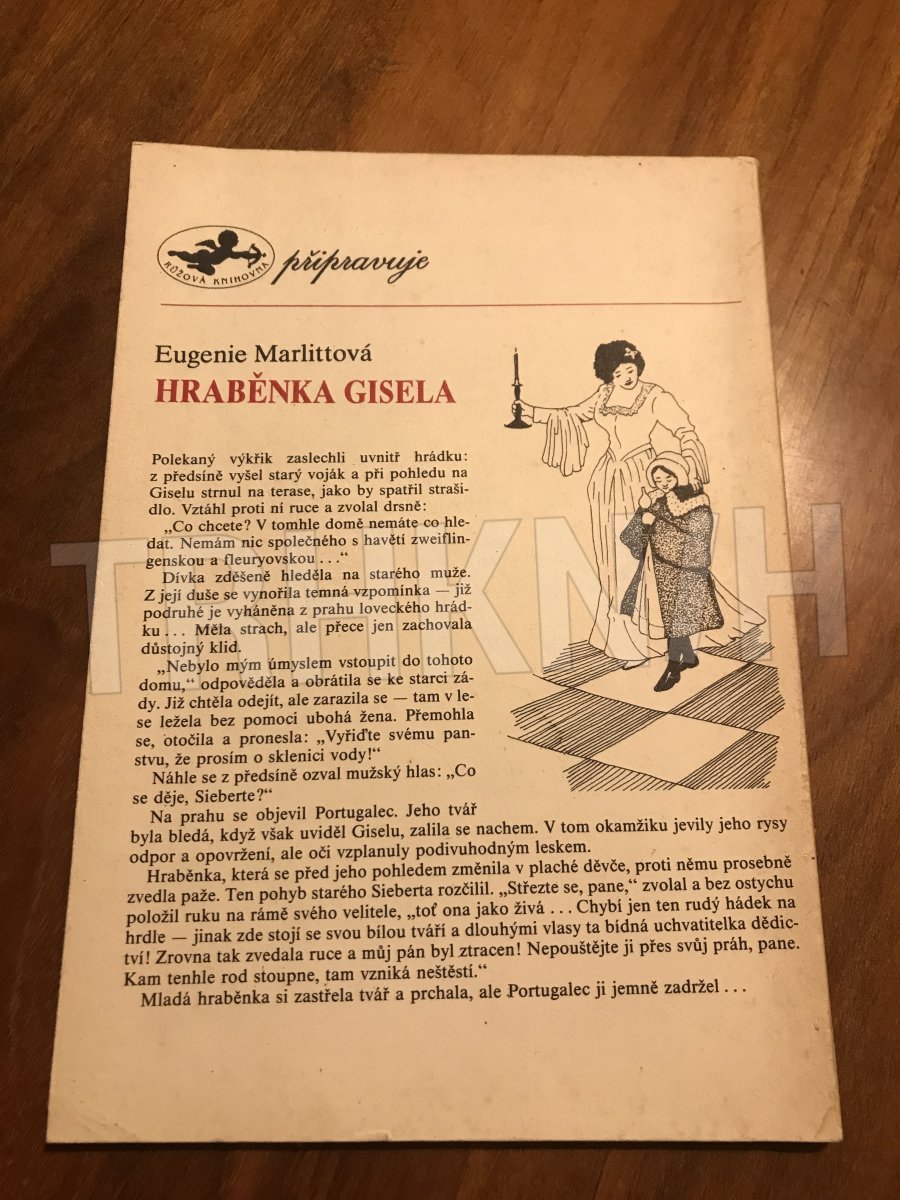 RŮŽOVÁ KNIHOVNA
připravuje
Eugenie Marlittová
HRABĚNKA GISELA
Polekaný výkřik zaslechli uvnitř hrádku:
z předsíně vyšel starý voják a při pohledu na
Giselu strnul na terase, jako by spatřil straši-
dlo. Vztáhl proti ní ruce a zvolal drsně:
„Co chcete? V tomhle domě nemáte co hle-
dat. Nemám nic společného s havětí zweiflin-
genskou a fleuryovskou . . .“
Dívka zděšeně hleděla na starého muže.
Z její duše se vynořila temná vzpomínka — již
podruhé je vyháněna z prahu loveckého hrád-
ku . . . Měla strach, ale přece jen zachovala
důstojný klid.
„Nebylo mým úmyslem vstoupit do tohoto
domu,“ odpověděla a obrátila se ke starci zá-
dy. Již chtěla odejít, ale zarazila se — tam v le-
se ležela bez pomoci ubohá žena. Přemohla
se, otočila a pronesla: „Vyřiďte svému pan-
stvu, že prosím o sklenici vody!“
Náhle se z předsíně ozval mužský hlas: „Co
se děje, Sieberte?“
Na prahu se objevil Portugalec. Jeho tvář
byla bledá, když však uviděl Giselu, zalila se nachem. V tom okamžiku jevily jeho rysy
odpor a opovržení, ale oči vzplanuly podivuhodným leskem.
Hraběnka, která se před jeho pohledem změnila v plaché děvče, proti němu prosebně
zvedla paže. Ten pohyb starého Sieberta rozčilil. „Střezte se, pane,“ zvolal a bez ostychu
položil ruku na rámě svého velitele, „toť ona jako živá . . . Chybí jen ten rudý hádek na
hrdle — jinak zde stojí se svou bílou tváří a dlouhými vlasy ta bídná uchvatitelka dědic-
tví! Zrovna tak zvedala ruce a můj pán byl ztracen! Nepouštějte ji přes svůj práh, pane.
Kam tenhle rod stoupne, tam vzniká neštěstí.“
Mladá hraběnka si zastřela tvář a prchala, ale Portugalec ji jemně zadržel . . .